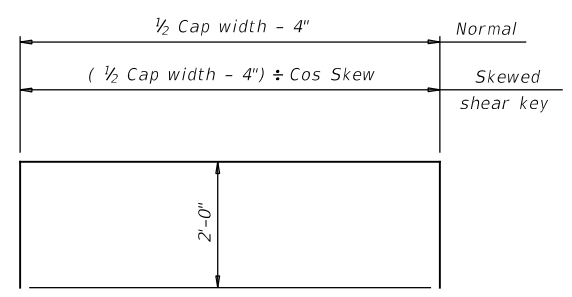 ½ Cap width - 4" Normal
( ½ Cap width - 4") ÷ Cos Skew Skewed
shear key
2'-0"